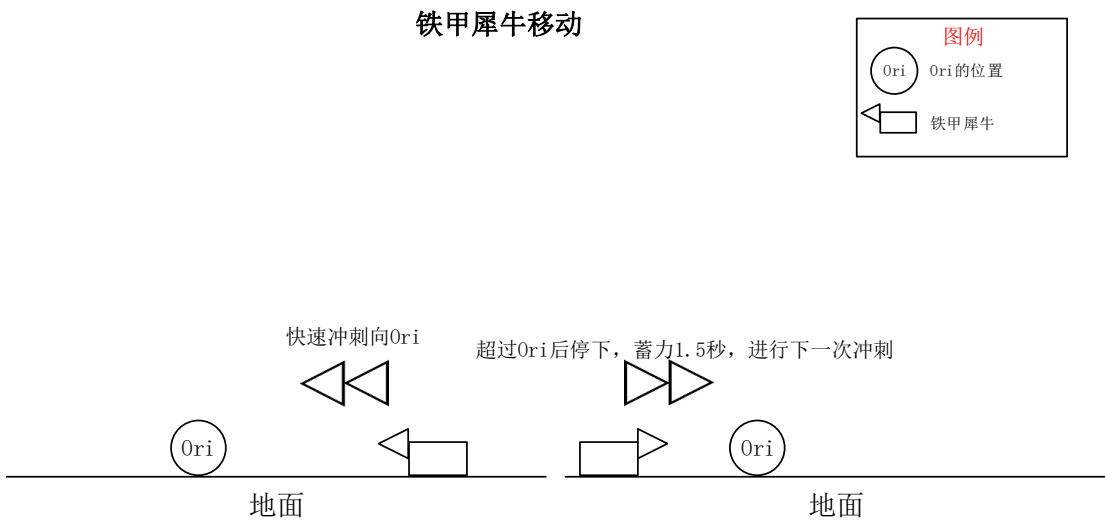 铁甲犀牛移动
图例
Ori
Ori的位置
铁甲犀牛
快速冲刺向Ori
超过Ori后停下，蓄力1.5秒，进行下一次冲刺
Ori
Ori
地面
地面